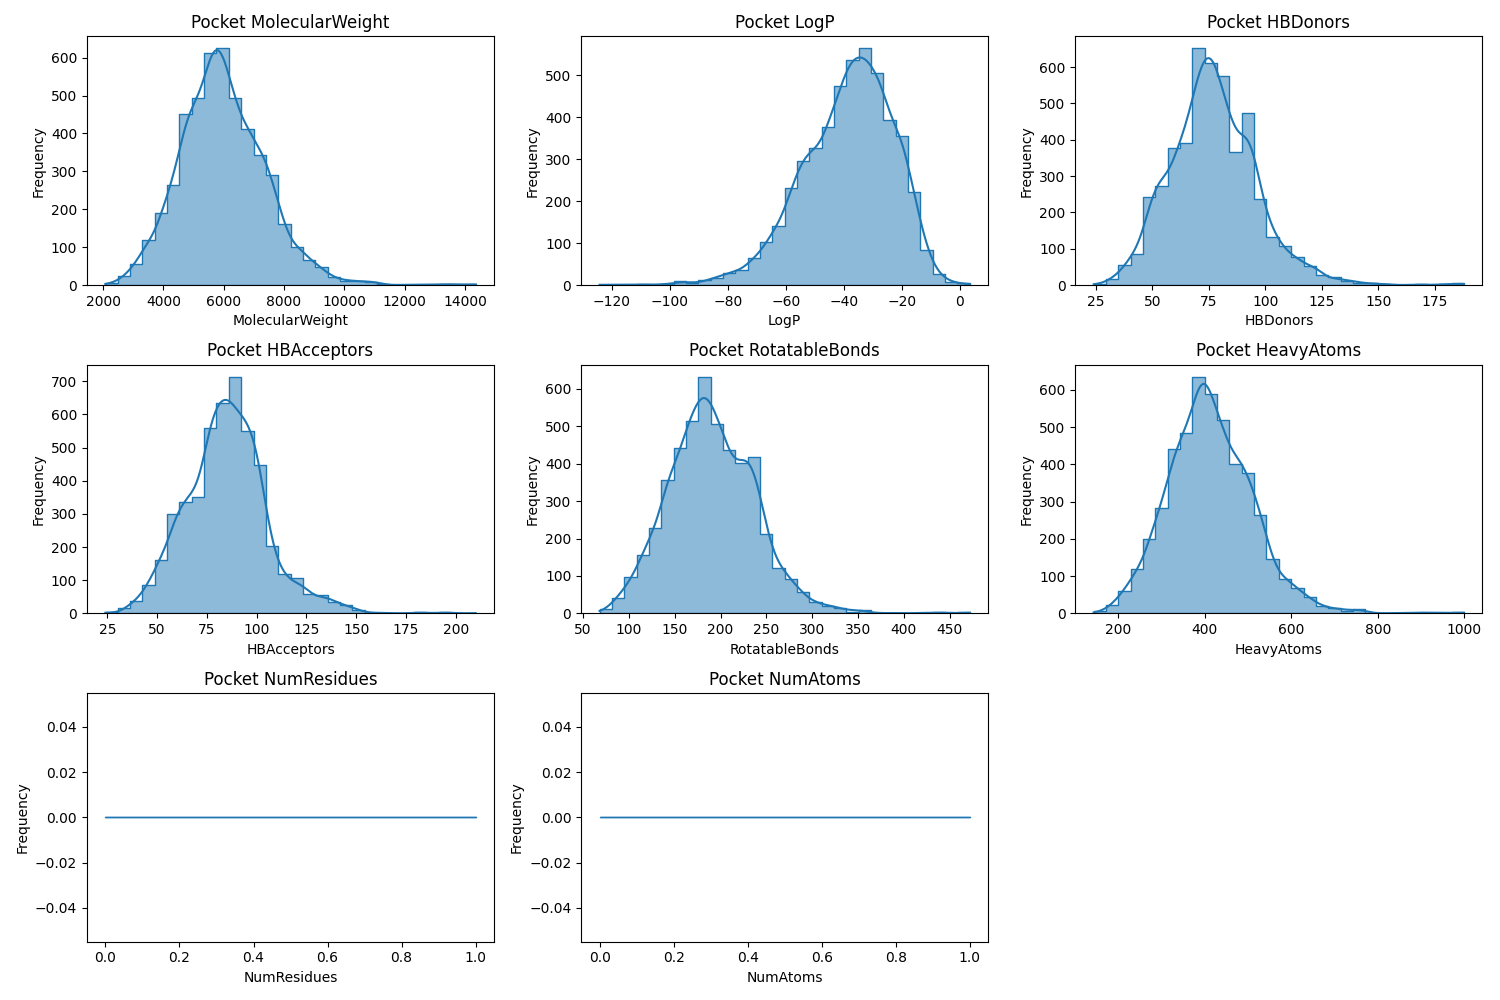 Pocket MolecularWeight
Frequency
600
500
400
300
200
100
0
2000 4000 6000 8000 10000 12000 14000
MolecularWeight
Pocket LogP
Frequency
500
400
300
200
100
0
−120 −100 −80 −60 −40 −20 0
LogP
Pocket HBDonors
Frequency
600
500
400
300
200
100
0
25 50 75 100 125 150 175
HBDonors
Pocket HBAcceptors
Frequency
700
600
500
400
300
200
100
0
25 50 75 100 125 150 175 200
HBAcceptors
Pocket RotatableBonds
Frequency
600
500
400
300
200
100
0
50 100 150 200 250 300 350 400 450
RotatableBonds
Pocket HeavyAtoms
Frequency
600
500
400
300
200
100
0
200 400 600 800 1000
HeavyAtoms
Pocket NumResidues
Frequency
0.04
0.02
0.00
−0.02
−0.04
0.0 0.2 0.4 0.6 0.8 1.0
NumResidues
Pocket NumAtoms
Frequency
0.04
0.02
0.00
−0.02
−0.04
0.0 0.2 0.4 0.6 0.8 1.0
NumAtoms